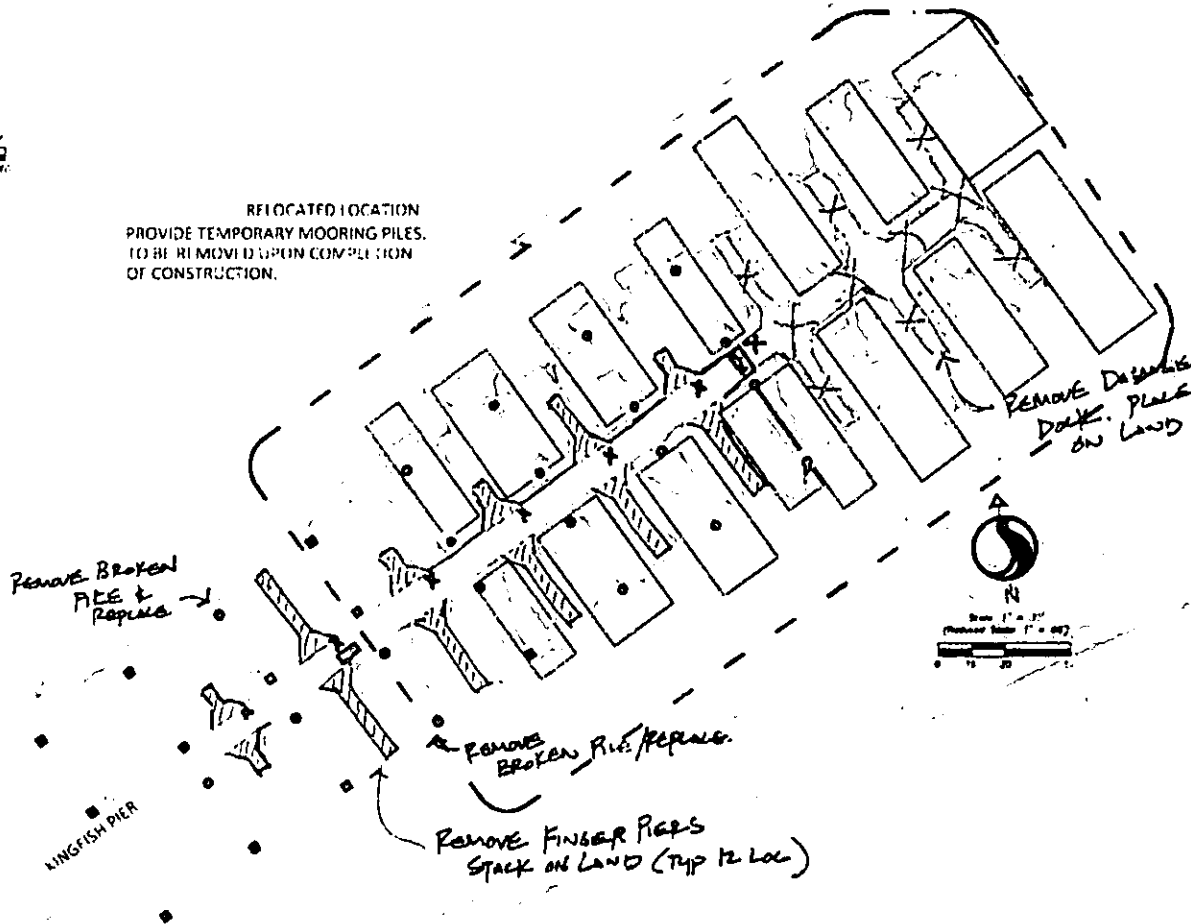 RELOCATED LOCATION
PROVIDE TEMPORARY MOORING PILES.
TO BE REMOVED UPON COMPLETION
OF CONSTRUCTION.
REMOVE
DOCK. PLACE
ON LAND
N
REMOVE BROKEN
PILE &
REPLACE
REMOVE
BROKEN PILE/REPLACE.
KINGFISH PIER
REMOVE FINGER PIERS
STACK ON LAND (TYP 12 LOC)